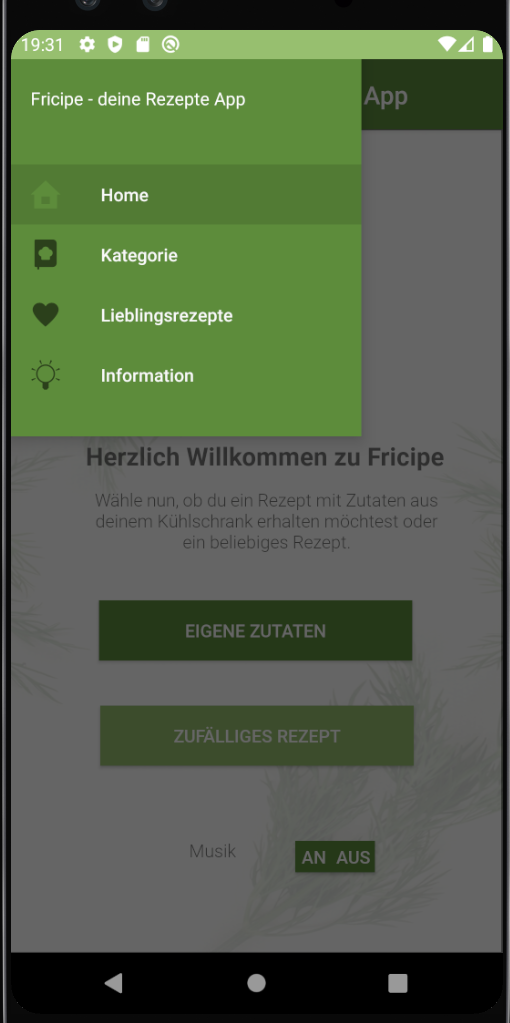 19:31
Fricipe - deine Rezepte App
App
Home
Kategorie
Lieblingsrezepte
Information
Herzlich Willkommen zu Fricipe
Wähle nun, ob du ein Rezept mit Zutaten aus
deinem Kühlschrank erhalten möchtest oder
ein beliebiges Rezept.
EIGENE ZUTATEN
ZUFÄLLIGES REZEPT
Musik AN AUS